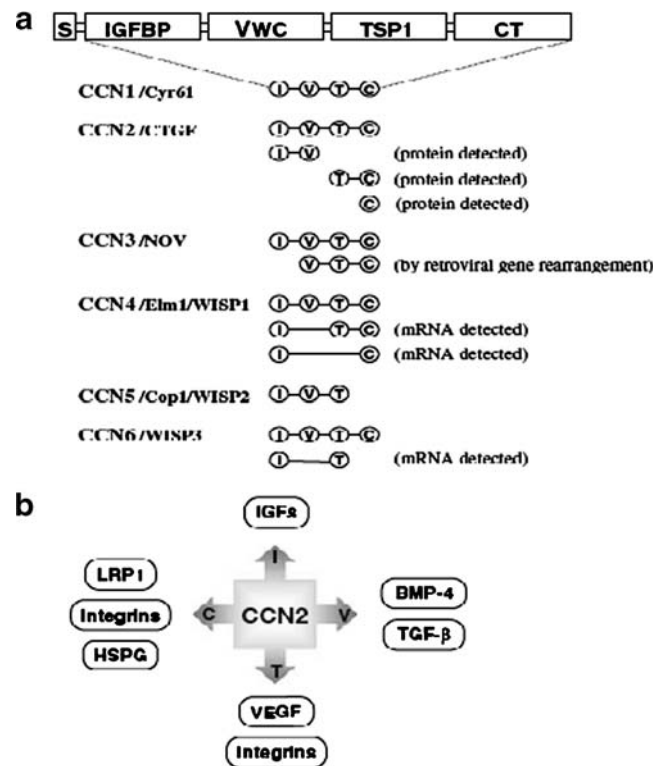 a
S IGFBP VWC TSP1 CT
CCN1/Cyr61 I V T C
CCN2/CTGF I V T C
I V (protein detected)
T C (protein detected)
C (protein detected)
CCN3/NOV I V T C
V T C (by retroviral gene rearrangement)
CCN4/Elm1/WISP1 I V T C
I T C (mRNA detected)
I C (mRNA detected)
CCN5/Cop1/WISP2 I V T
CCN6/WISP3 I V T C
I T (mRNA detected)
b
IGFs
I
LRP1
Integrins
HSPG
C CCN2 V
BMP-4
TGF-β
T
VEGF
Integrins